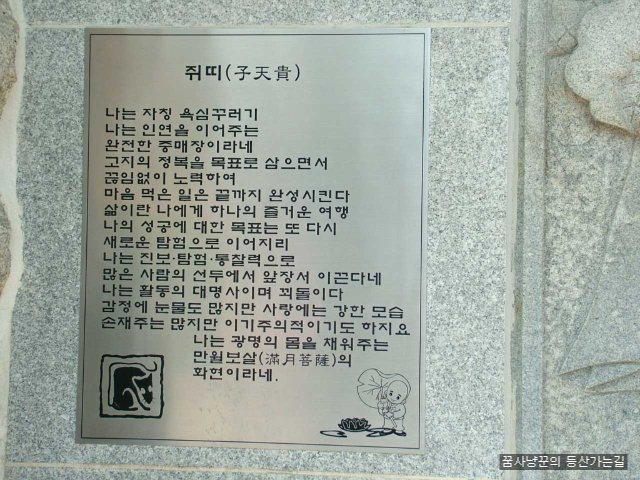 쥐띠(子天貴)
나는 자칭 욕심꾸러기
나는 인연을 이어주는
완전한 중매장이라네
고지의 정복을 목표로 삼으면서
끊임없이 노력하여
마음 먹은 일은 끝까지 완성시킨다
삶이란 나에게 하나의 즐거운 여행
나의 성공에 대한 목표는 또 다시
새로운 탐험으로 이어지리
나는 진보·탐험·통찰력으로
많은 사람의 선두에서 앞장서 이끈다네
나는 활동의 대명사이며 꾀돌이다
감정에 눈물도 많지만 사랑에는 강한 모습
손재주는 많지만 이기주의적이기도 하지요
나는 광명의 몸을 채워주는
만월보살(滿月菩薩)의
화현이라네.
꿈사냥꾼의 등산가는길